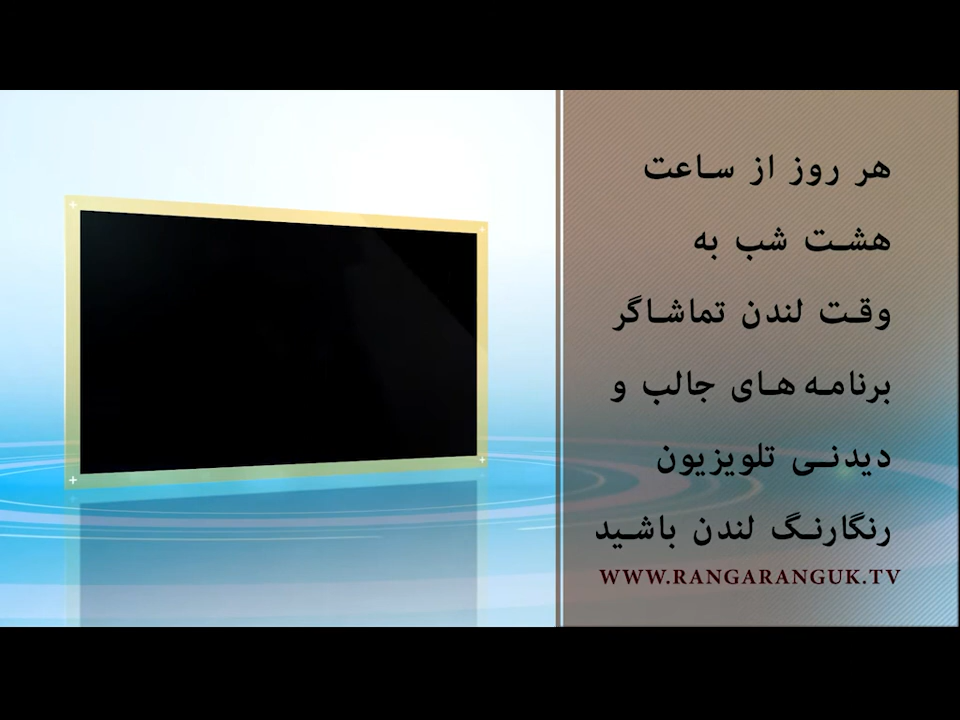 هر روز از ساعت
هشت شب به
وقت لندن تماشاگر
برنامه های جالب و
دیدنی تلویزیون
رنگارنگ لندن باشید
WWW.RANGARANGUK.TV